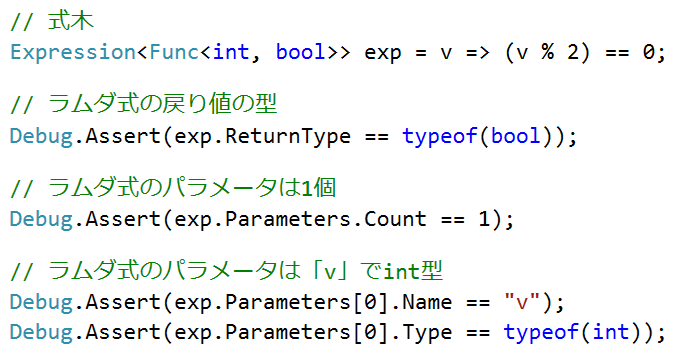 // 式木
Expression<Func<int, bool>> exp = v => (v % 2) == 0;
// ラムダ式の戻り値の型
Debug.Assert(exp.ReturnType == typeof(bool));
// ラムダ式のパラメータは1個
Debug.Assert(exp.Parameters.Count == 1);
// ラムダ式のパラメータは「v」でint型
Debug.Assert(exp.Parameters[0].Name == "v");
Debug.Assert(exp.Parameters[0].Type == typeof(int));